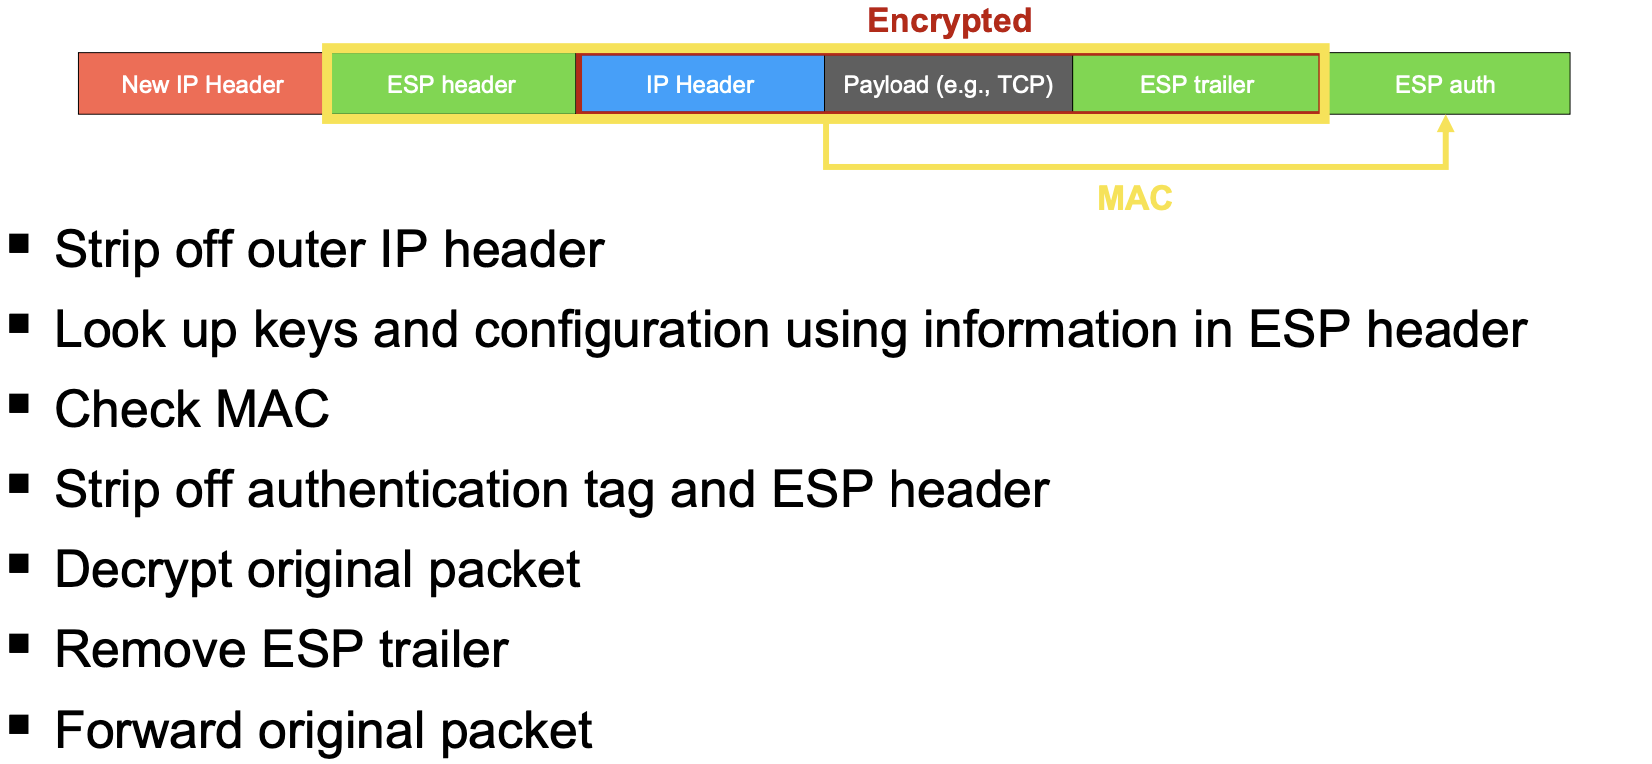 Encrypted
New IP Header
ESP header
IP Header
Payload (e.g., TCP)
ESP trailer
ESP auth
MAC
▪ Strip off outer IP header
▪ Look up keys and configuration using information in ESP header
▪ Check MAC
▪ Strip off authentication tag and ESP header
▪ Decrypt original packet
▪ Remove ESP trailer
▪ Forward original packet